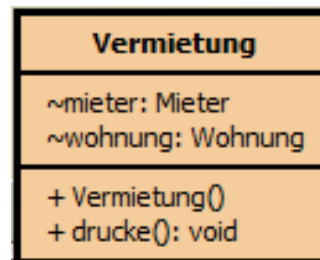 Vermietung
~mieter: Mieter
~wohnung: Wohnung
+ Vermietung()
+ drucke(): void